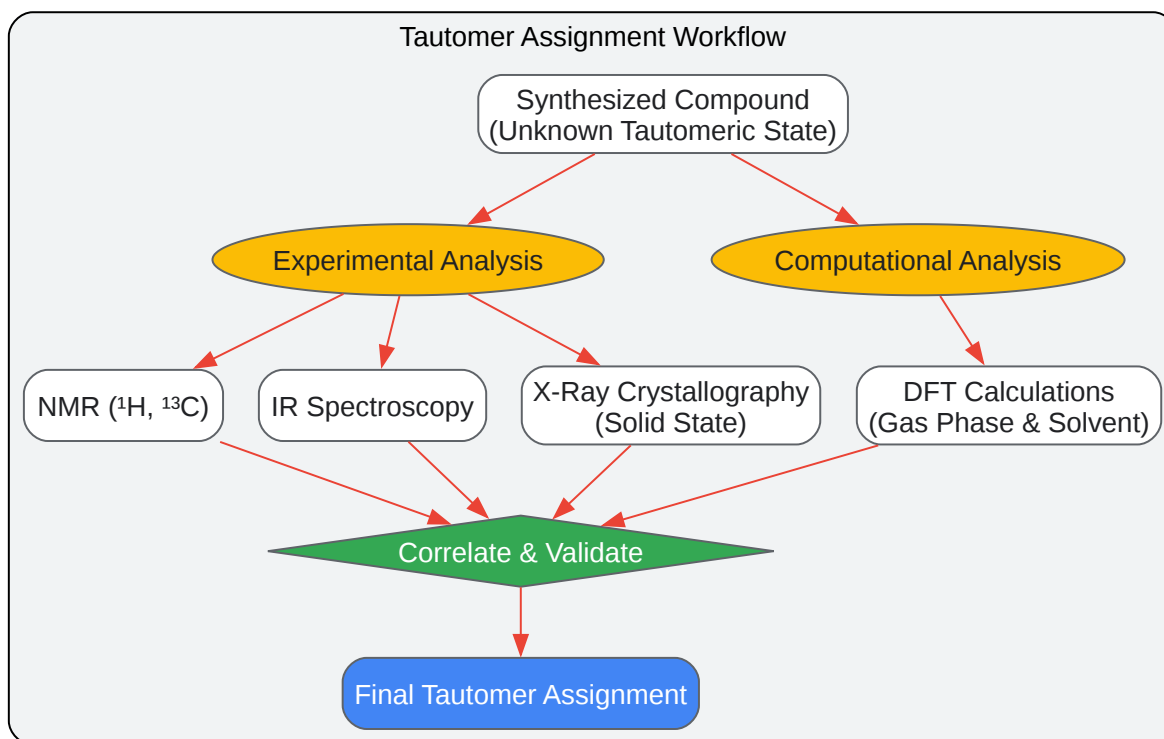 Tautomer Assignment Workflow
Synthesized Compound
(Unknown Tautomeric State)
Experimental Analysis
Computational Analysis
NMR (¹H, ¹³C)
IR Spectroscopy
X-Ray Crystallography
(Solid State)
DFT Calculations
(Gas Phase & Solvent)
Correlate & Validate
Final Tautomer Assignment